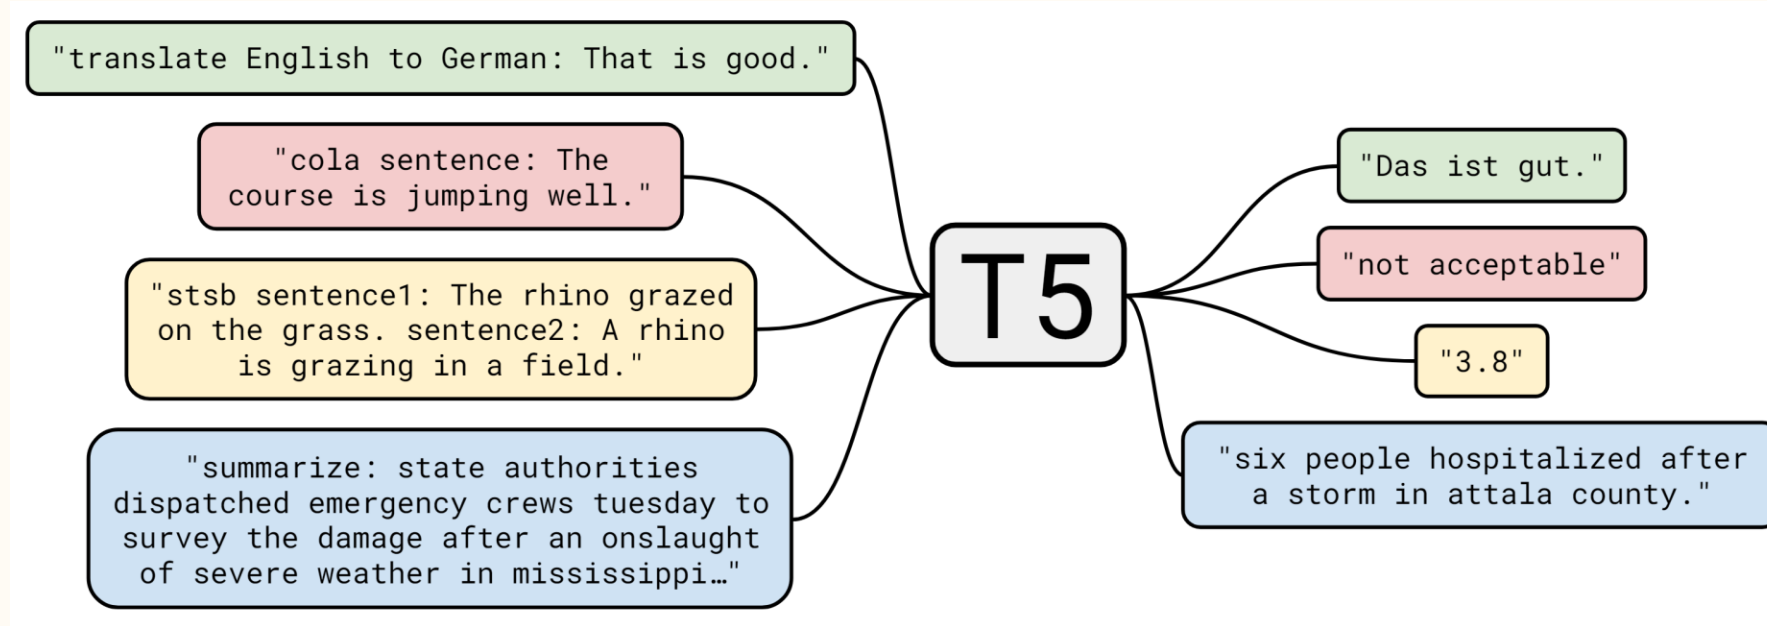 "translate English to German: That is good."
"cola sentence: The
course is jumping well."
"stsb sentence1: The rhino grazed
on the grass. sentence2: A rhino
is grazing in a field."
"summarize: state authorities
dispatched emergency crews tuesday to
survey the damage after an onslaught
of severe weather in mississippi…"
T5
"Das ist gut."
"not acceptable"
"3.8"
"six people hospitalized after
a storm in attala county."